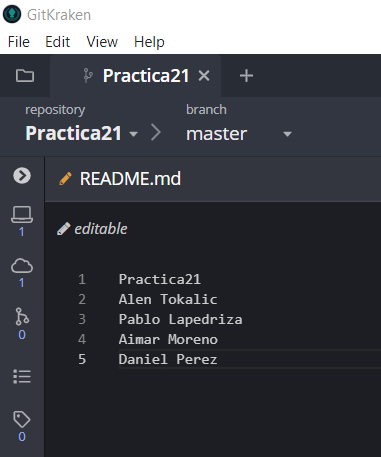 GitKraken
File Edit View Help
Practica21
repository branch
Practica21 master
README.md
1
editable
1
0
0
1 Practica21
2 Alen Tokalic
3 Pablo Lapedriza
4 Aimar Moreno
5 Daniel Perez